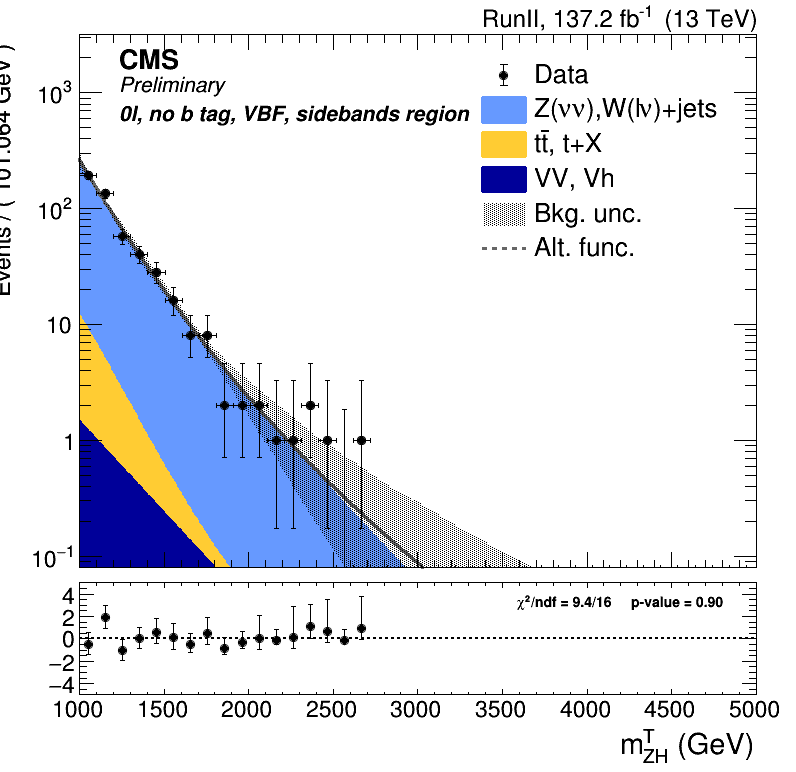 RunII, 137.2 fb-1 (13 TeV)
CMS
Preliminary
0l, no b tag, VBF, sidebands region
Data
Z(νν),W(lν)+jets
tt̄, t+X
VV, Vh
Bkg. unc.
Alt. func.
Events / ( 101.064 GeV )
10³
10²
10
1
10⁻¹
χ²/ndf = 9.4/16 p-value = 0.90
4
2
0
−2
−4
1000 1500 2000 2500 3000 3500 4000 4500 5000
m^T_ZH (GeV)